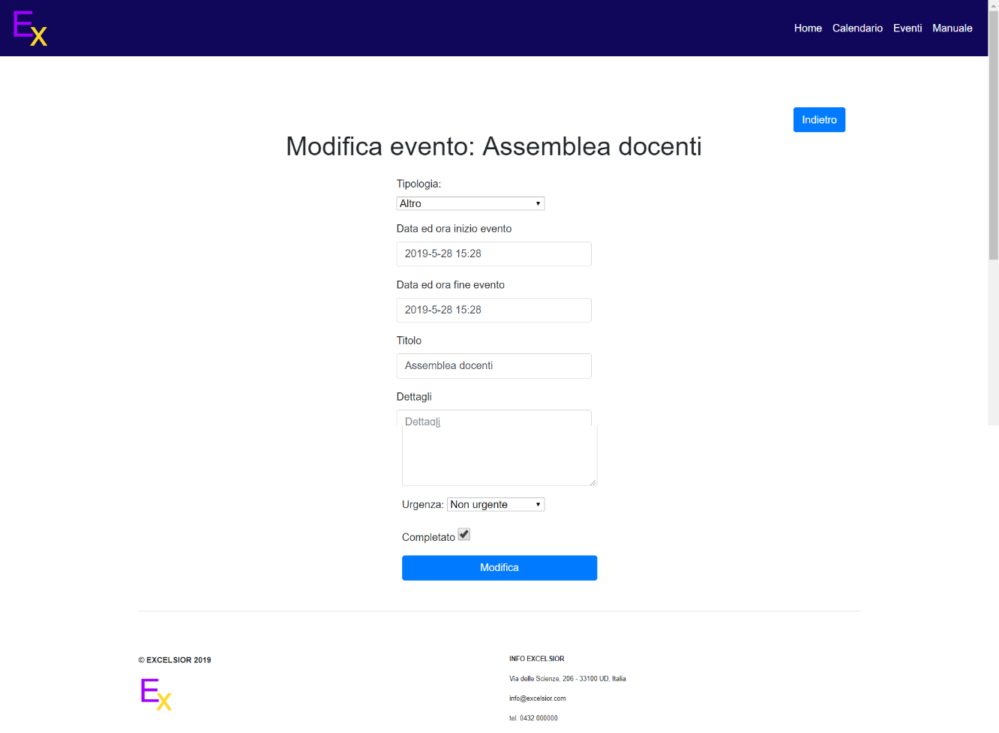 Ex
Home Calendario Eventi Manuale
Indietro
Modifica evento: Assemblea docenti
Tipologia:
Altro
Data ed ora inizio evento
2019-5-28 15:28
Data ed ora fine evento
2019-5-28 15:28
Titolo
Assemblea docenti
Dettagli
Dettagli
Urgenza: Non urgente
Completato
Modifica
© EXCELSIOR 2019
Ex
INFO EXCELSIOR
Via delle Scienze, 206 - 33100 UD, Italia
info@excelsior.com
tel. 0432 000000